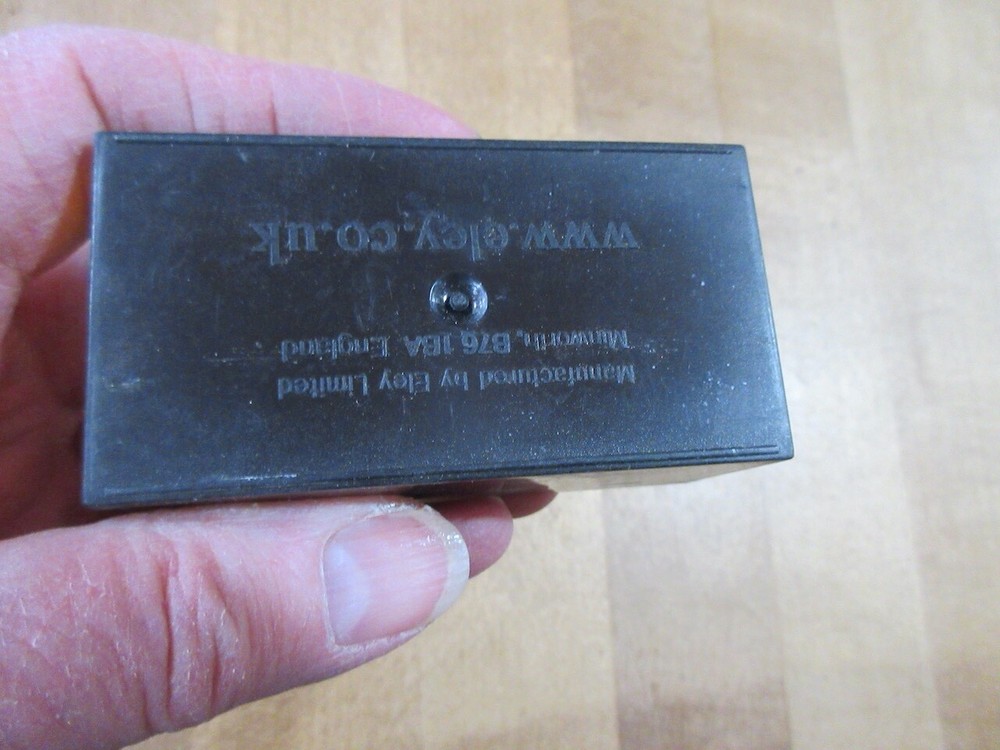 Manufactured by Eley Limited
Minworth, B76 1BA England
www.eley.co.uk